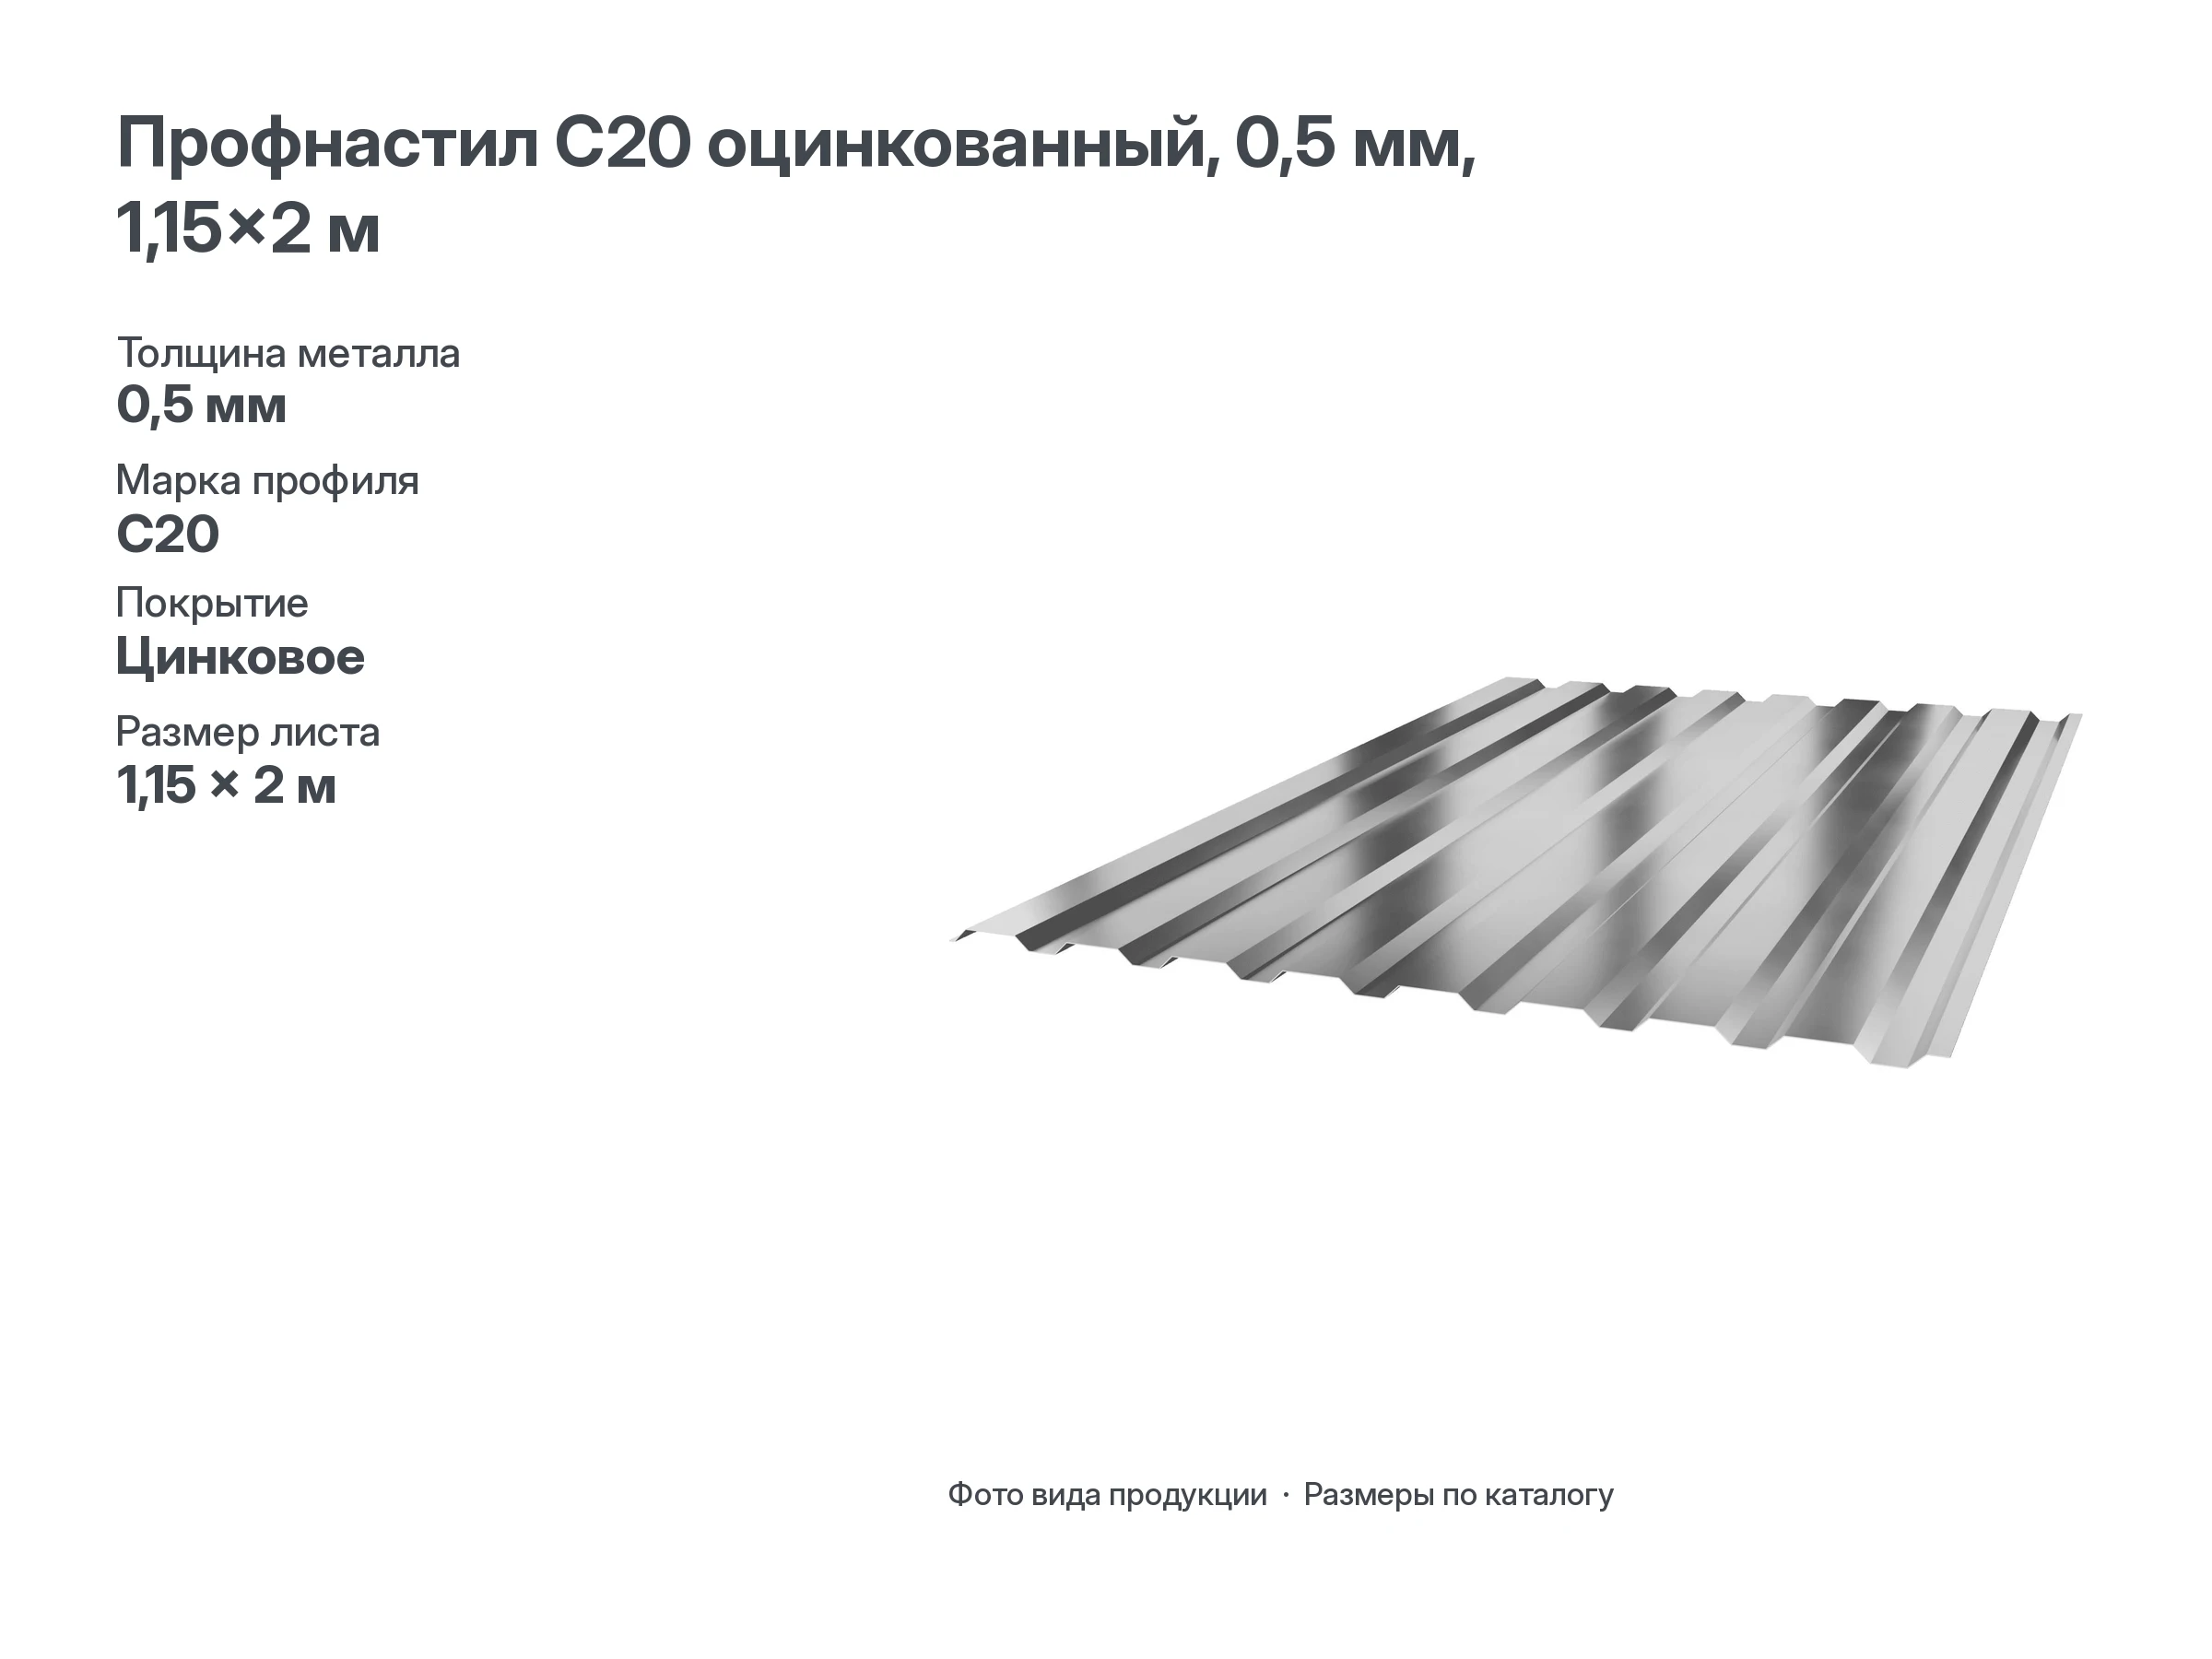 Профнастил С20 оцинкованный, 0,5 мм,
1,15×2 м
Толщина металла
0,5 мм
Марка профиля
С20
Покрытие
Цинковое
Размер листа
1,15 × 2 м
Фото вида продукции · Размеры по каталогу